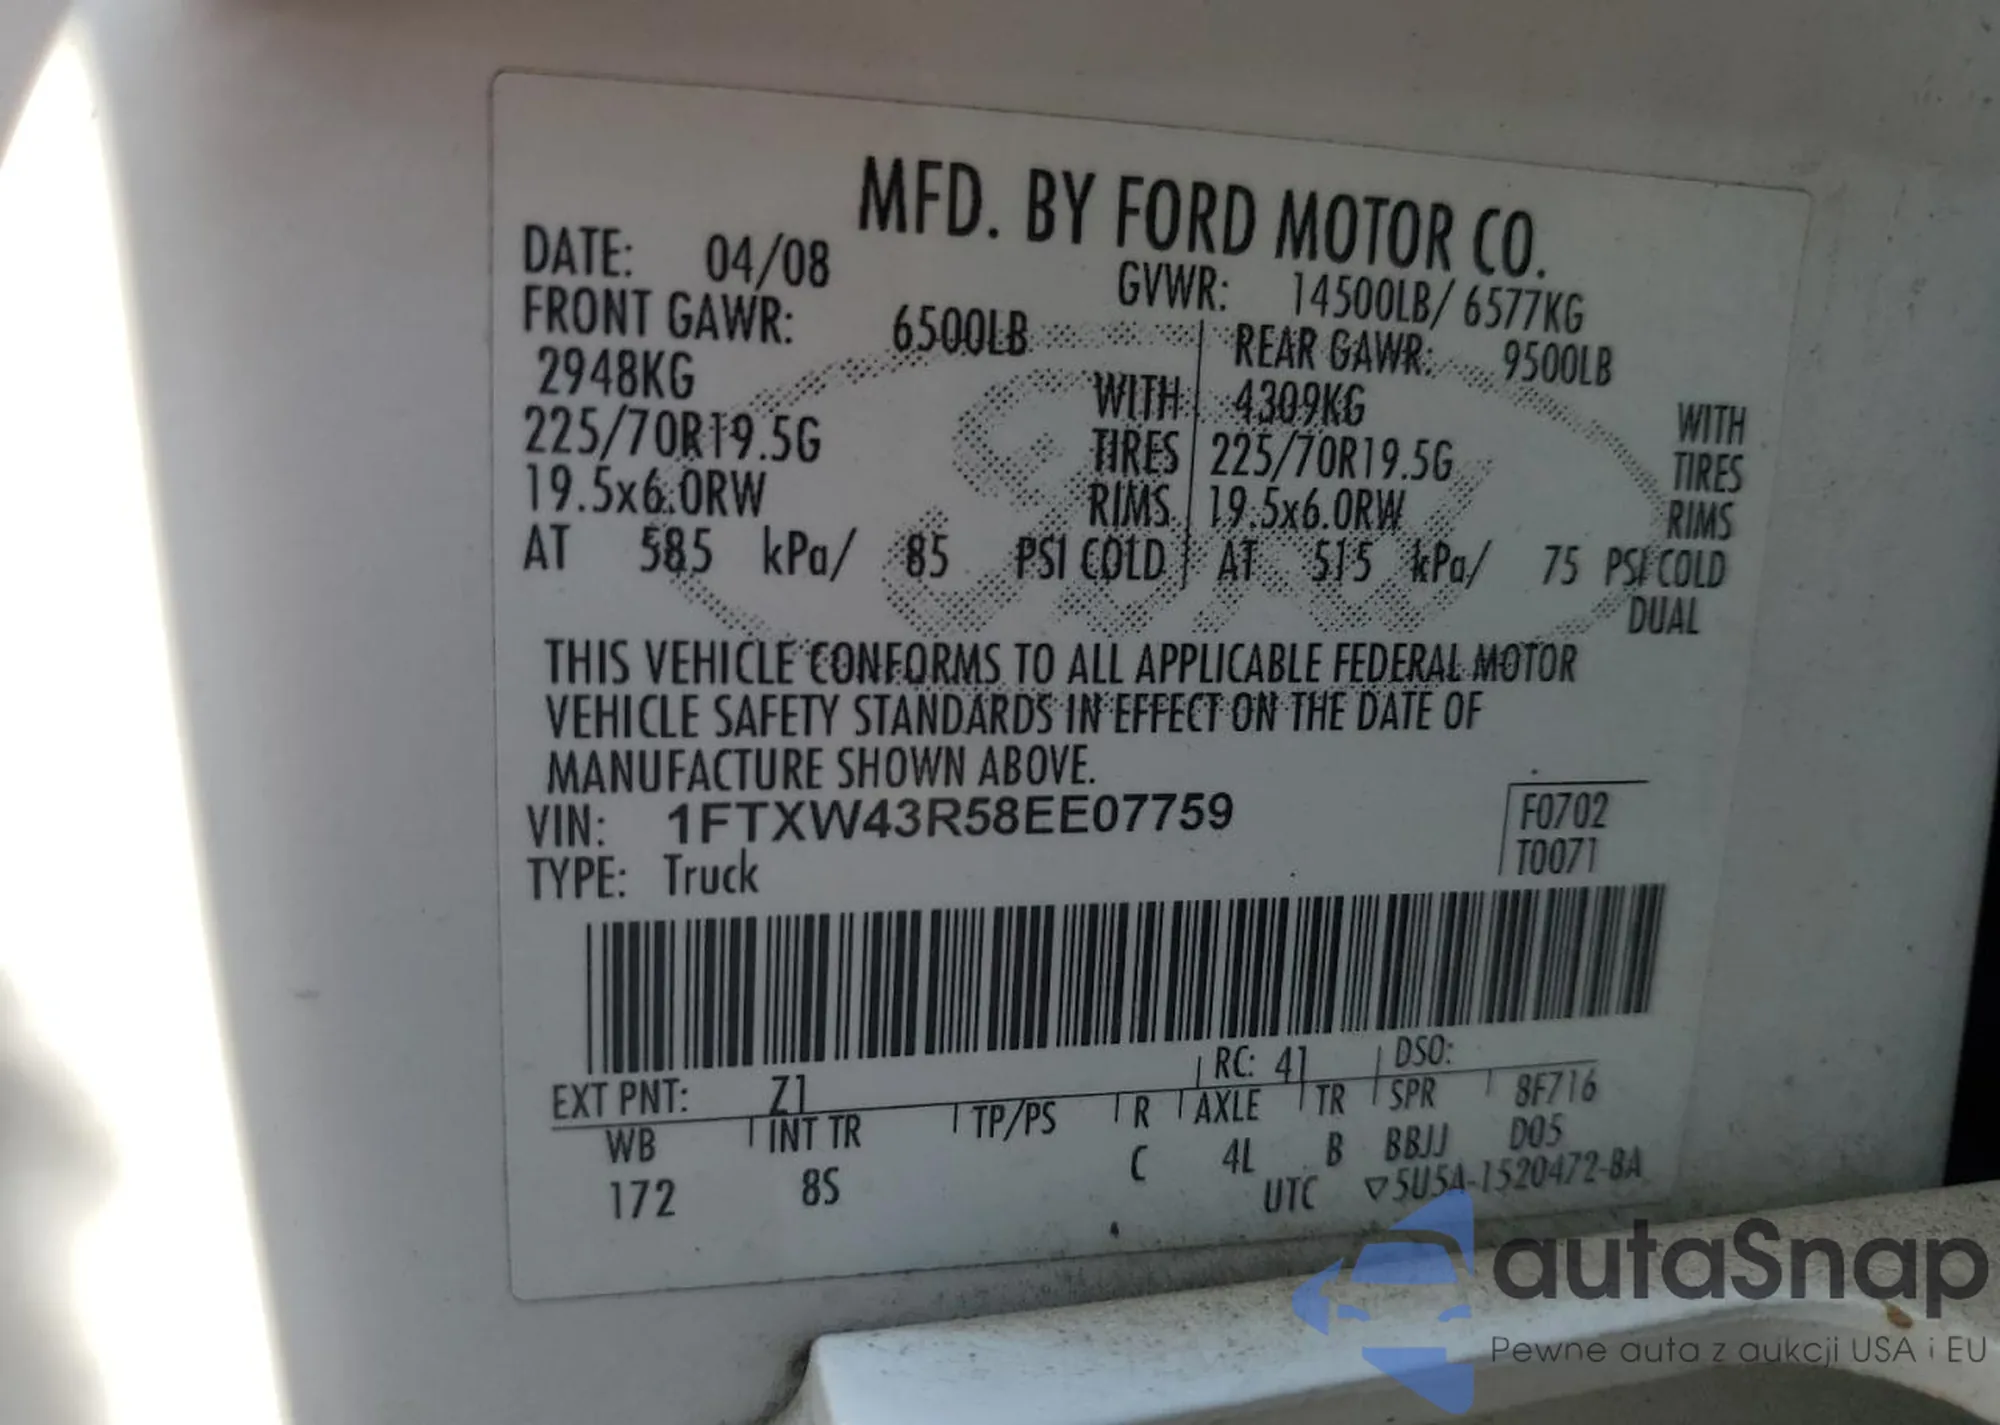 MFD. BY FORD MOTOR CO.
DATE: 04/08
GVWR: 14500LB/ 6577KG
FRONT GAWR: 6500LB
2948KG WITH
225/70R19.5G TIRES
19.5x6.0RW RIMS
AT 585 kPa/ 85 PSI COLD
REAR GAWR: 9500LB
4309KG WITH
225/70R19.5G TIRES
19.5x6.0RW RIMS
AT 515 kPa/ 75 PSI COLD
DUAL
THIS VEHICLE CONFORMS TO ALL APPLICABLE FEDERAL MOTOR
VEHICLE SAFETY STANDARDS IN EFFECT ON THE DATE OF
MANUFACTURE SHOWN ABOVE.
VIN: 1FTXW43R58EE07759
TYPE: Truck
F0702
T0071
EXT PNT: Z1 RC: 41 DSO:
WB INT TR TP/PS R AXLE TR SPR 8F716
172 8S C 4L B BBJJ D05
UTC ▽5U5A-1520472-BA
autaSnap
Pewne auta z aukcji USA i EU